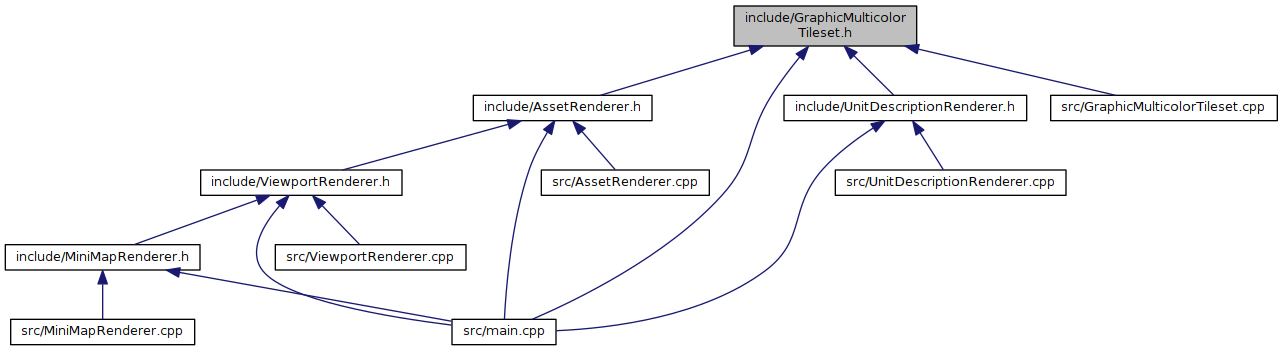 include/GraphicMulticolor
Tileset.h
include/AssetRenderer.h
include/UnitDescriptionRenderer.h
src/GraphicMulticolorTileset.cpp
include/ViewportRenderer.h
src/AssetRenderer.cpp
src/UnitDescriptionRenderer.cpp
include/MiniMapRenderer.h
src/ViewportRenderer.cpp
src/MiniMapRenderer.cpp
src/main.cpp